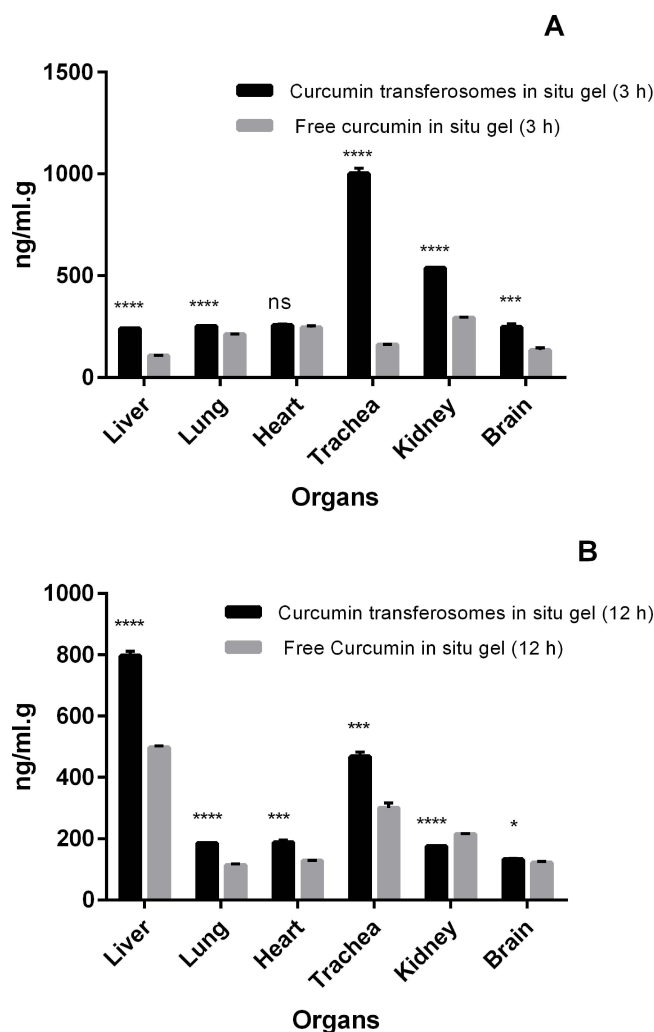 A
1500
1000
500
0
ng/ml.g
Curcumin transferosomes in situ gel (3 h)
Free curcumin in situ gel (3 h)
****
****
ns
****
****
***
Liver
Lung
Heart
Trachea
Kidney
Brain
Organs
B
1000
800
600
400
200
0
ng/ml.g
Curcumin transferosomes in situ gel (12 h)
Free Curcumin in situ gel (12 h)
****
****
***
***
****
*
Liver
Lung
Heart
Trachea
Kidney
Brain
Organs